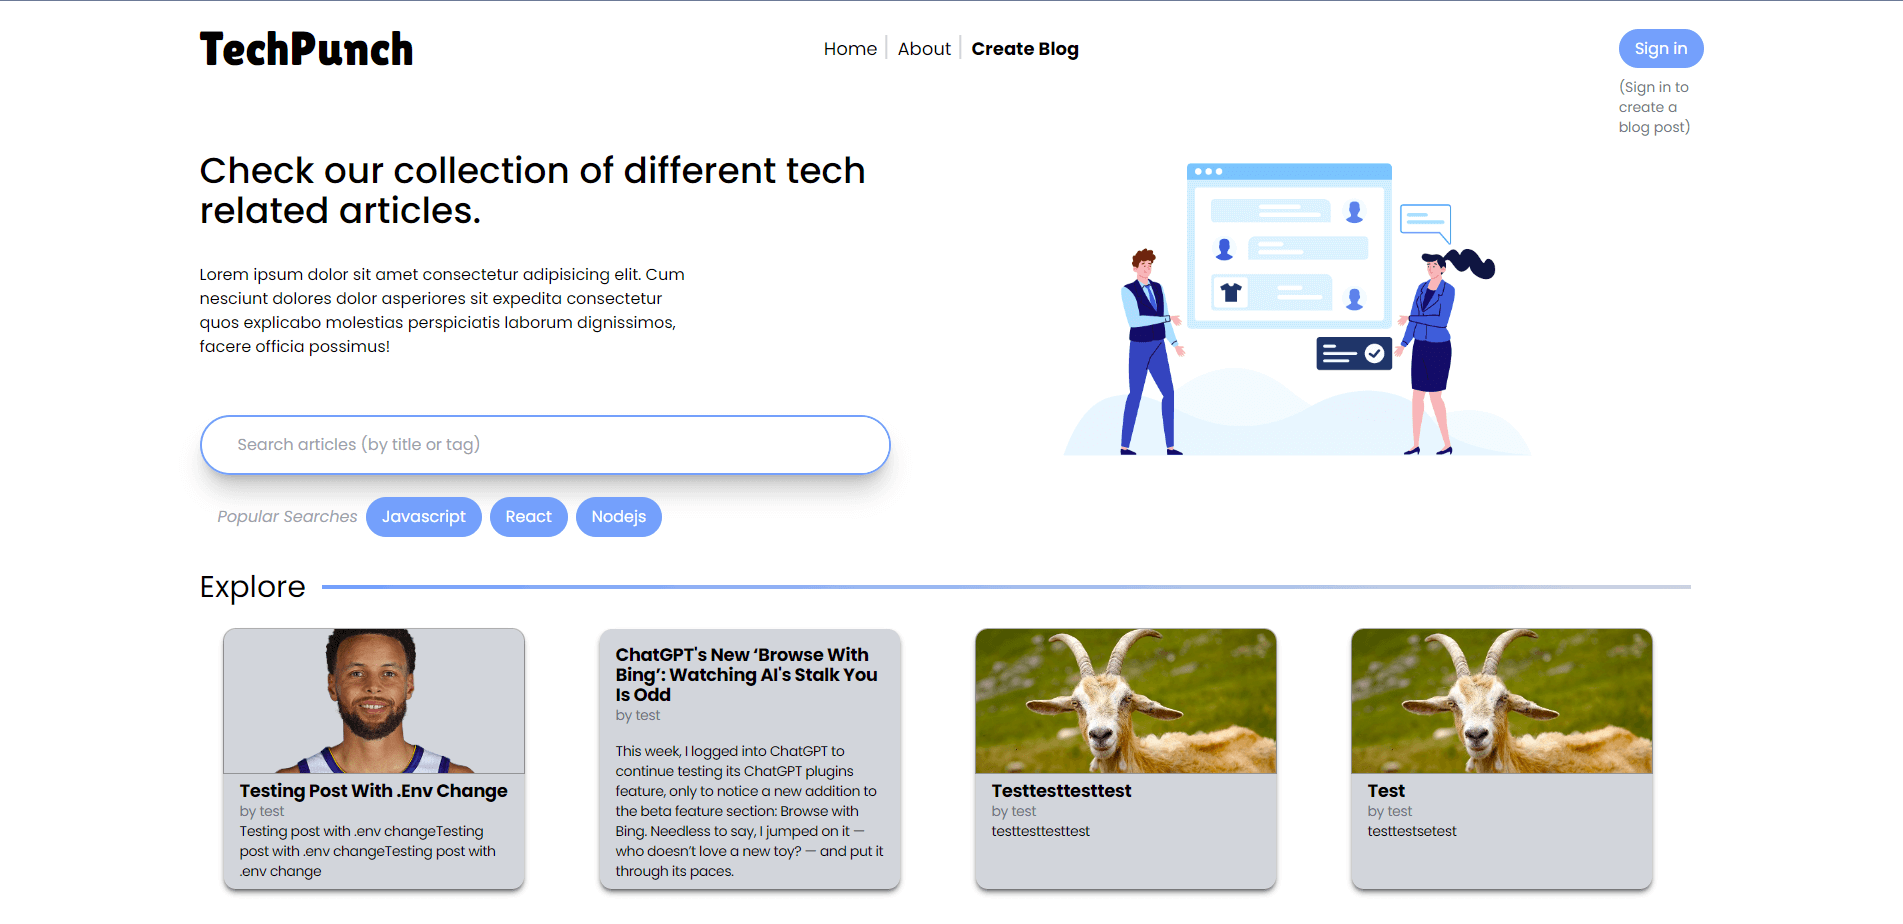 TechPunch
Home
About
Create Blog
Sign in
(Sign in to
create a
blog post)
Check our collection of different tech
related articles.
Lorem ipsum dolor sit amet consectetur adipisicing elit. Cum
nesciunt dolores dolor asperiores sit expedita consectetur
quos explicabo molestias perspiciatis laborum dignissimos,
facere officia possimus!
Search articles (by title or tag)
Popular Searches
Javascript
React
Nodejs
Explore
Testing Post With .Env Change
by test
Testing post with .env changeTesting
post with .env changeTesting post with
.env change
ChatGPT's New ‘Browse With
Bing’: Watching AI's Stalk You
Is Odd
by test
This week, I logged into ChatGPT to
continue testing its ChatGPT plugins
feature, only to notice a new addition to
the beta feature section: Browse with
Bing. Needless to say, I jumped on it —
who doesn’t love a new toy? — and put it
through its paces.
Testtesttesttest
by test
testtesttesttest
Test
by test
testtestsetest